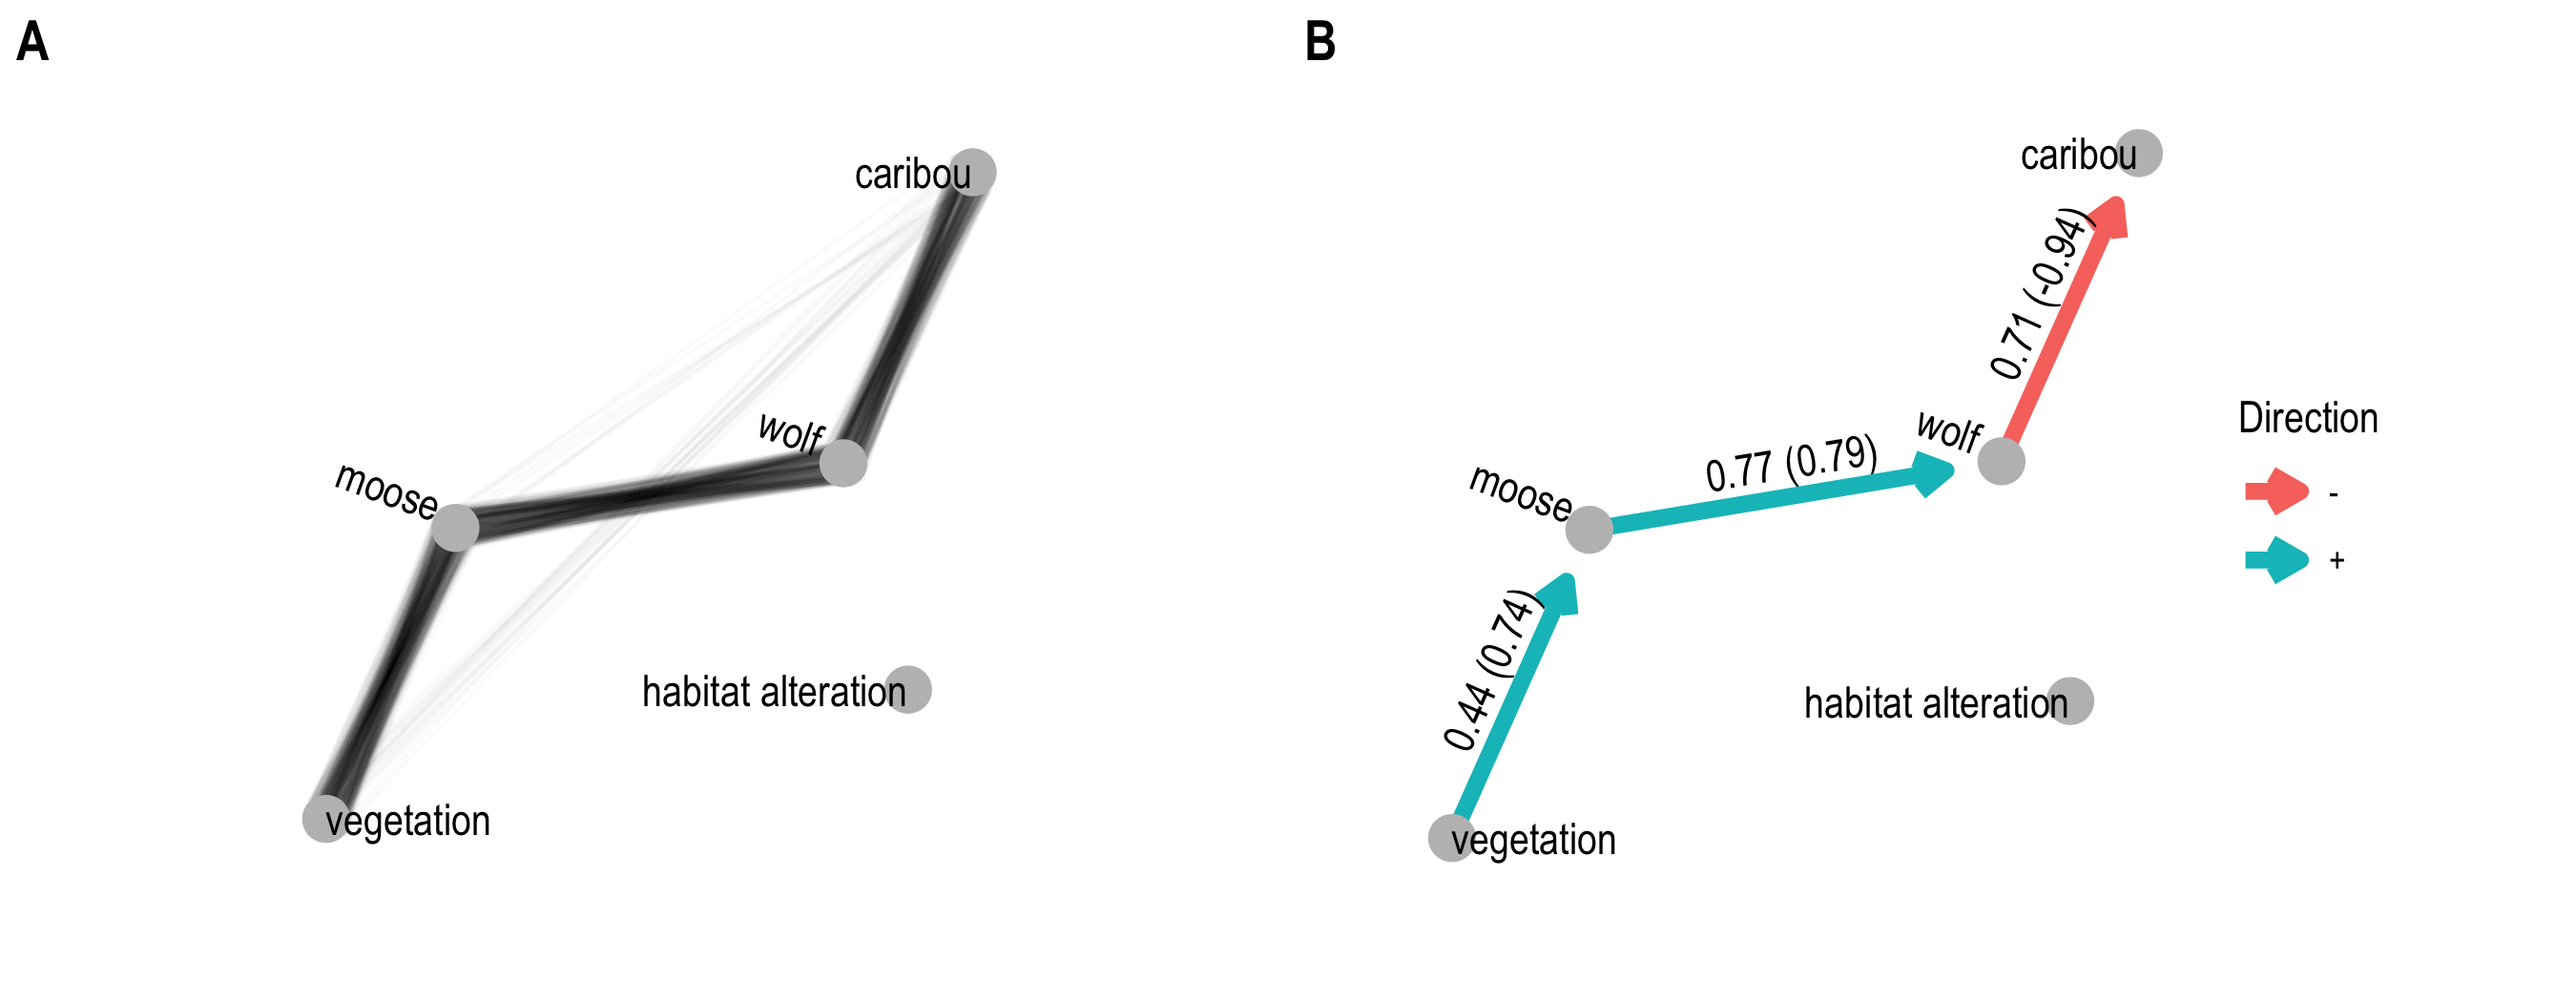 A
caribou
wolf
moose
habitat alteration
vegetation
B
caribou
0.71 (-0.94)
wolf
0.77 (0.79)
moose
0.44 (0.74)
habitat alteration
vegetation
Direction
-
+